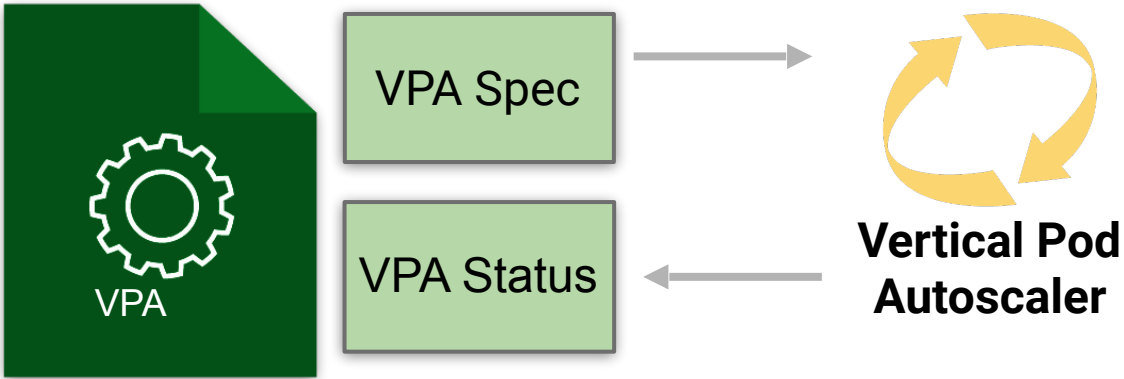 VPA Spec
VPA
VPA Status
Vertical Pod
Autoscaler